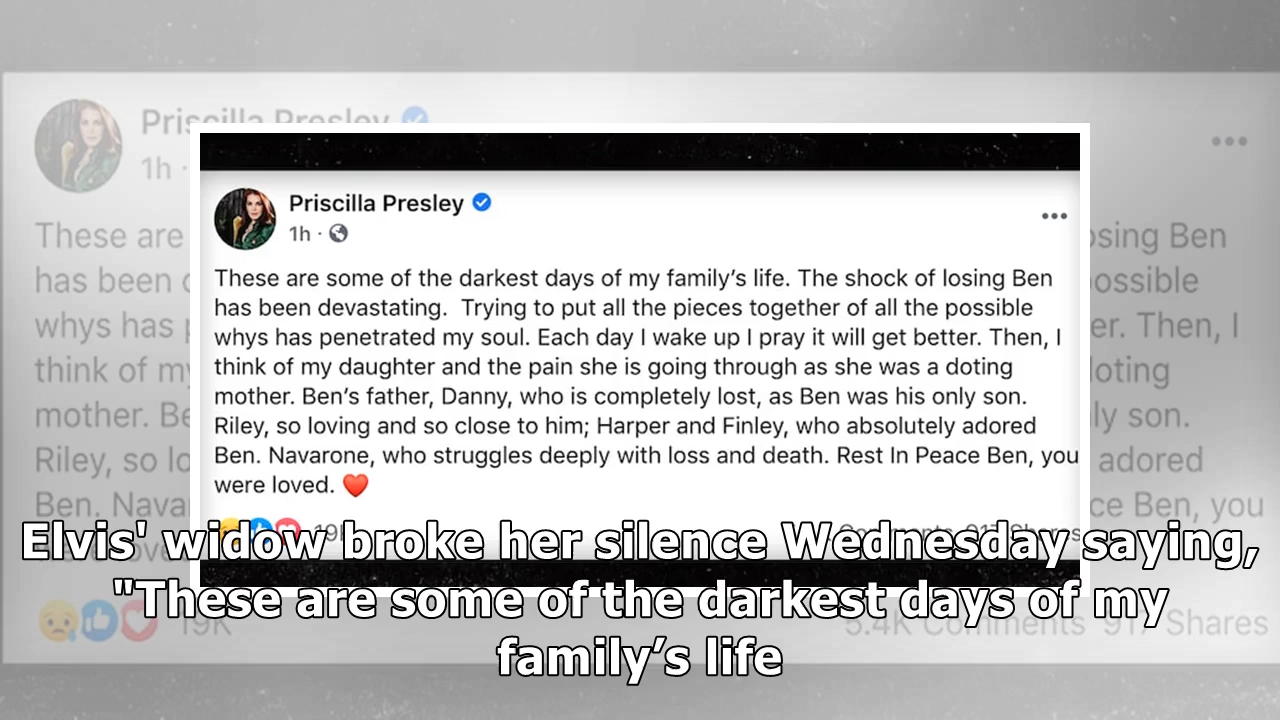 Priscilla Presley
1h ·
These are some of the darkest days of my family’s life. The shock of losing Ben
has been devastating.  Trying to put all the pieces together of all the possible
whys has penetrated my soul. Each day I wake up I pray it will get better. Then, I
think of my daughter and the pain she is going through as she was a doting
mother. Ben’s father, Danny, who is completely lost, as Ben was his only son.
Riley, so loving and so close to him; Harper and Finley, who absolutely adored
Ben. Navarone, who struggles deeply with loss and death. Rest In Peace Ben, you
were loved. ❤️
Elvis' widow broke her silence Wednesday saying,
"These are some of the darkest days of my
family’s life
19K
5.4K Comments 917 Shares